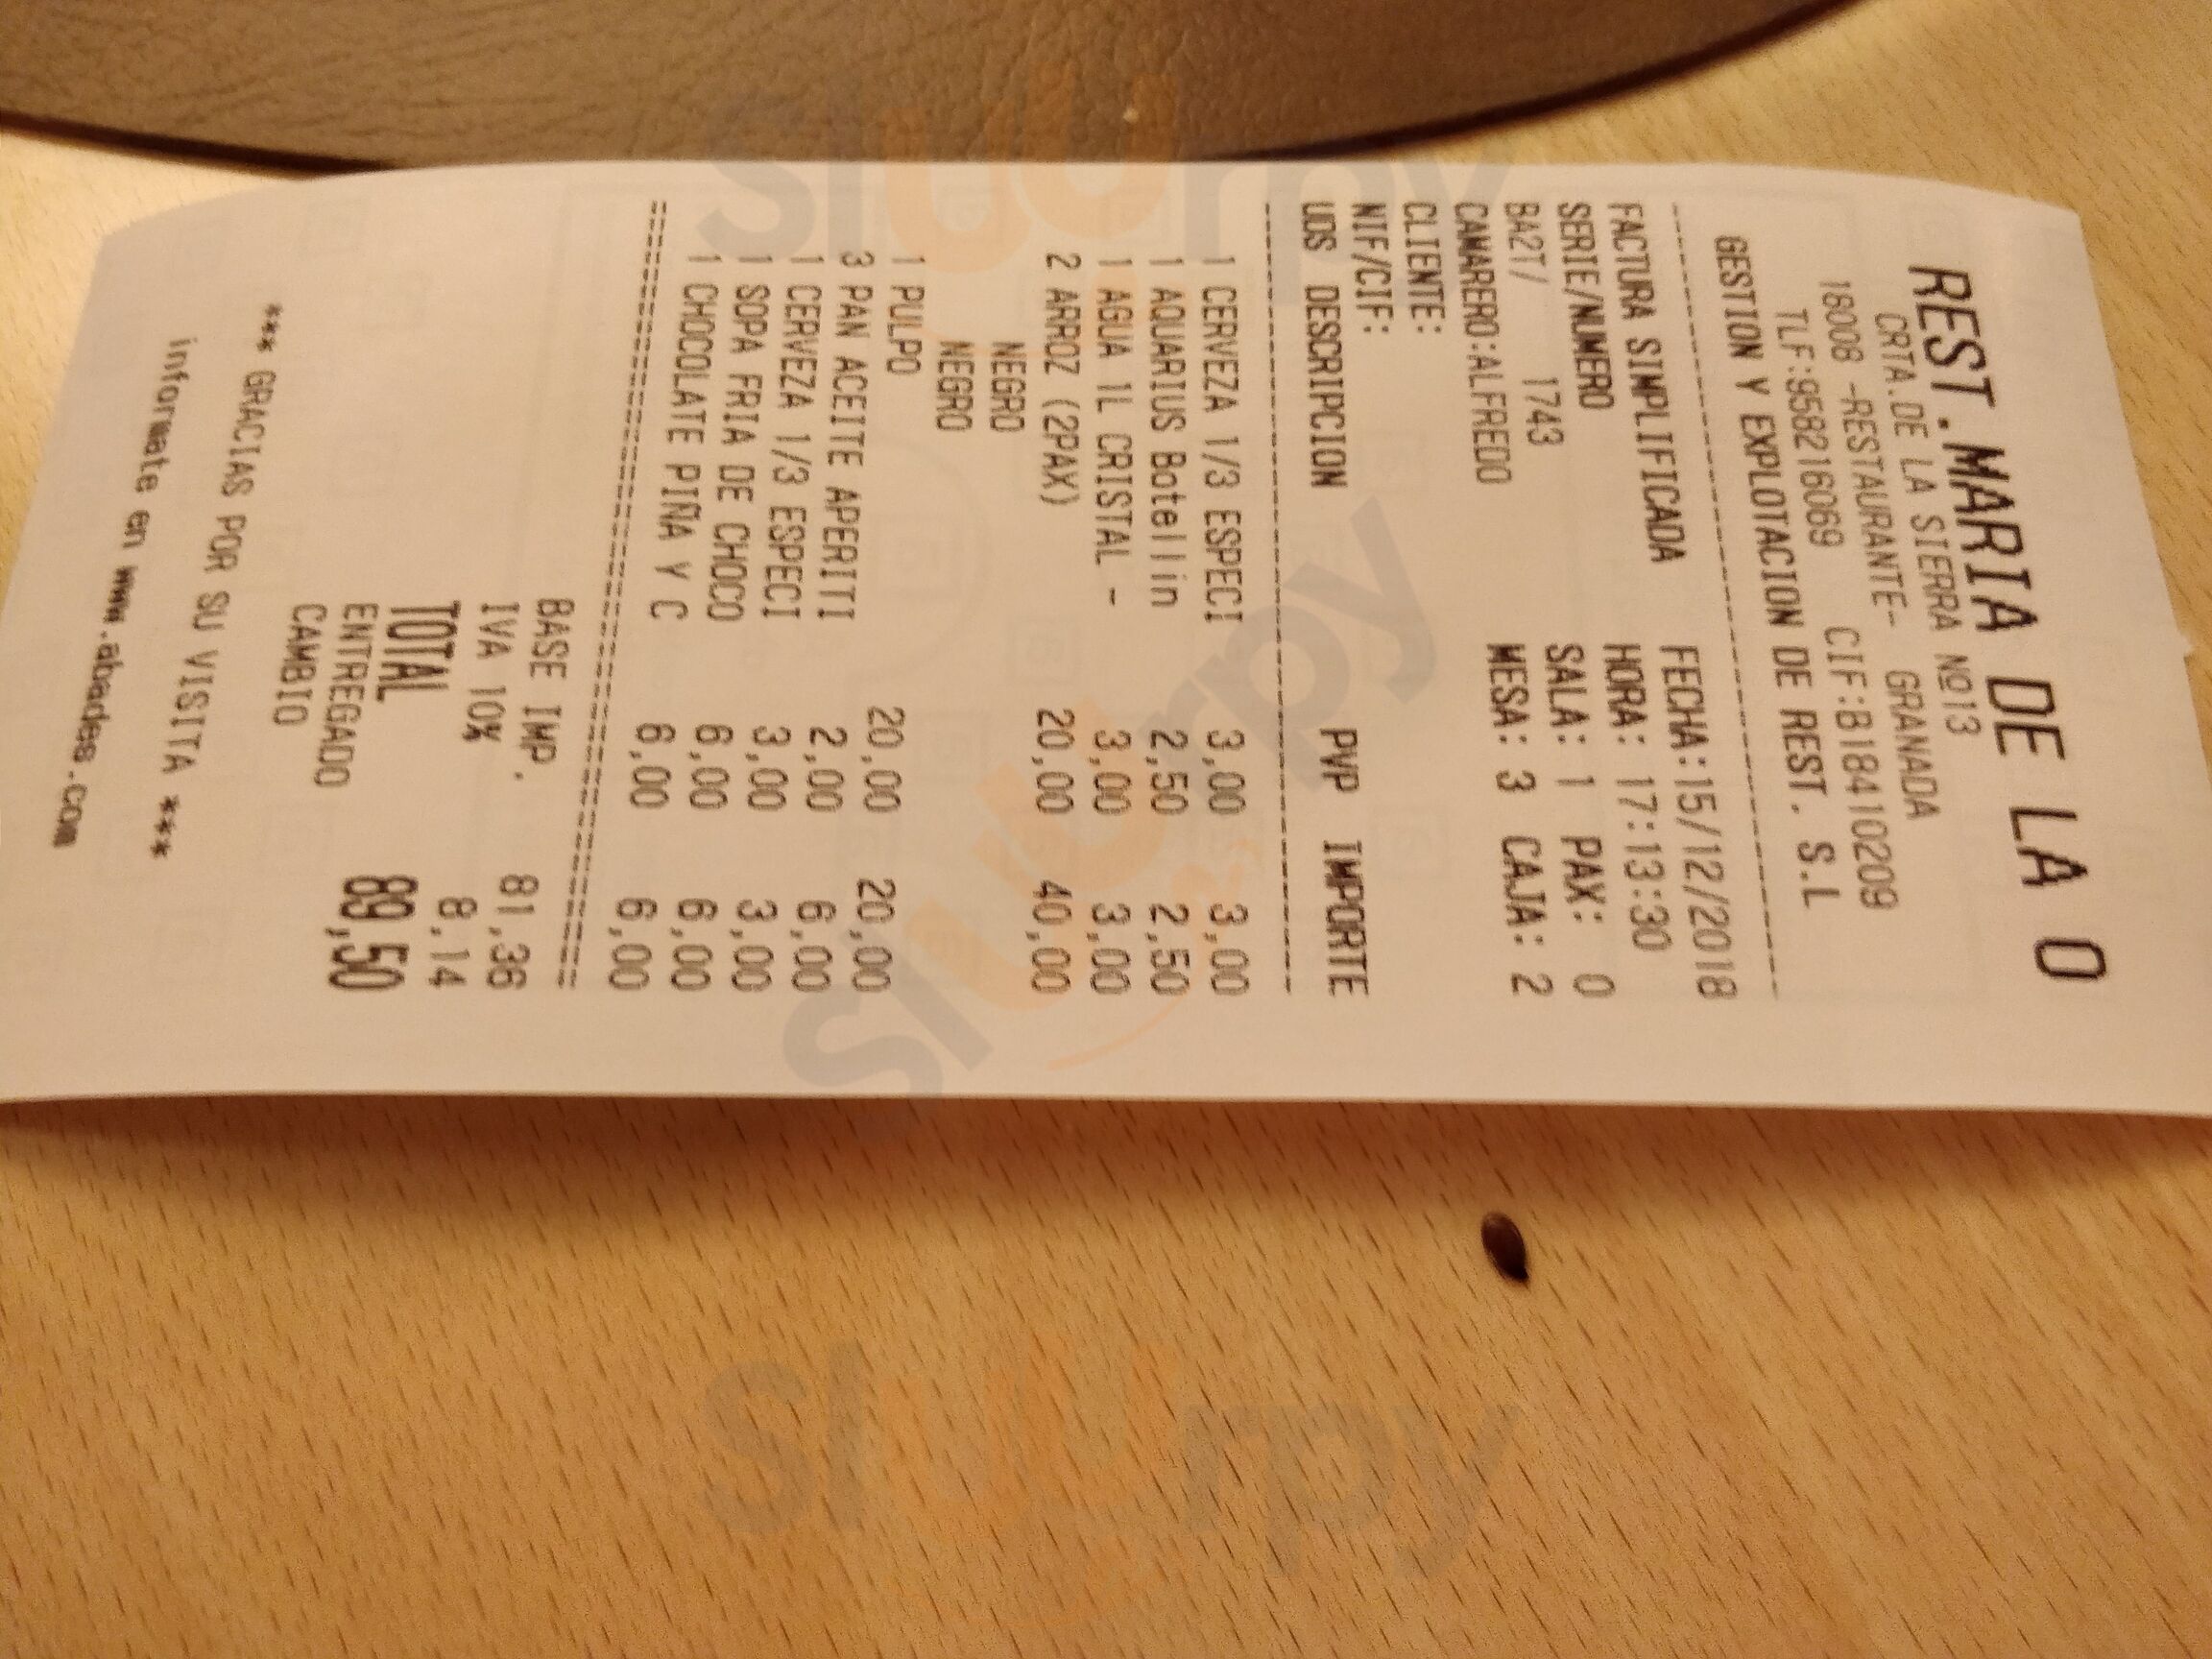 REST.MARIA DE LA O
CRTA.DE LA SIERRA Nº13
18008 -RESTAURANTE- GRANADA
TLF:958216069 CIF:B18410209
GESTION Y EXPLOTACION DE REST. S.L
FACTURA SIMPLIFICADA FECHA:15/12/2018
SERIE/NUMERO HORA: 17:13:30
BA2T/ 1743 SALA: 1 PAX: 0
CAMARERO:ALFREDO MESA: 3 CAJA: 2
CLIENTE:
NIF/CIF:
UDS DESCRIPCION PVP IMPORTE
1 CERVEZA 1/3 ESPECI 3,00 3,00
1 AQUARIUS Botellin 2,50 2,50
1 AGUA 1L CRISTAL - 3,00 3,00
2 ARROZ (2PAX) 20,00 40,00
NEGRO
NEGRO
1 PULPO 20,00 20,00
3 PAN ACEITE APERITI 2,00 6,00
1 CERVEZA 1/3 ESPECI 3,00 3,00
1 SOPA FRIA DE CHOCO 6,00 6,00
1 CHOCOLATE PIÑA Y C 6,00 6,00
BASE IMP. 81,36
IVA 10% 8,14
TOTAL 89,50
ENTREGADO
CAMBIO
*** GRACIAS POR SU VISITA ***
informate en www.abades.com
sluurpy
sluurpy
sluurpy